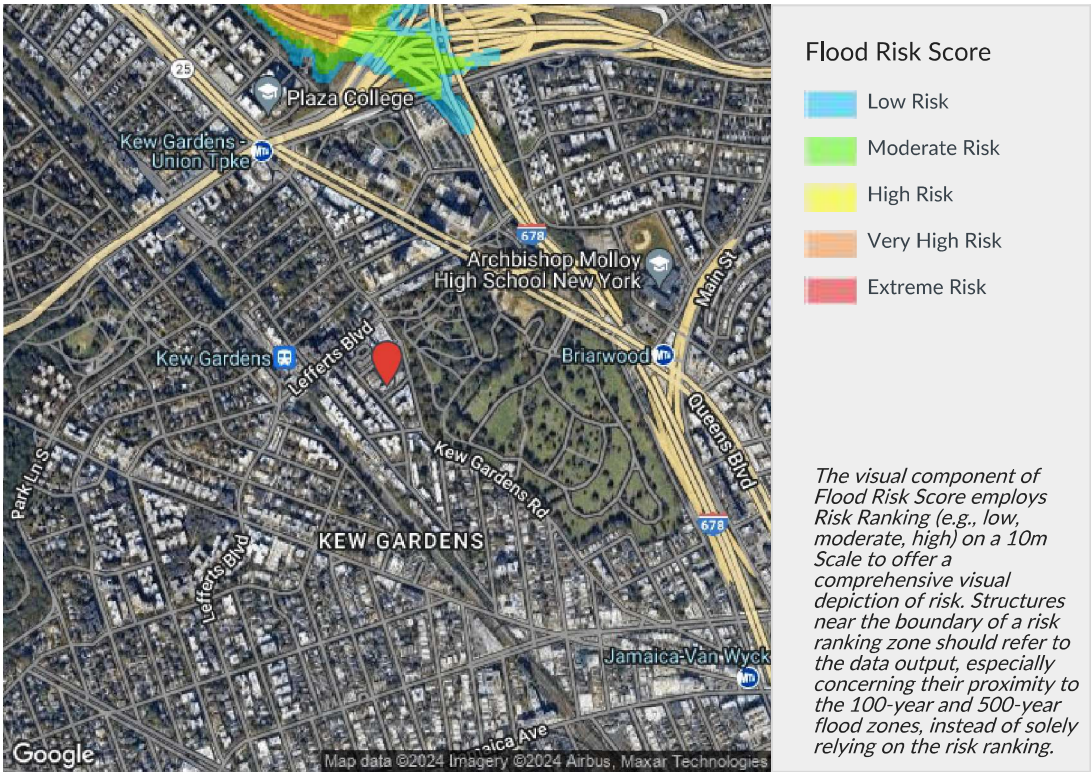 25
Plaza College
Kew Gardens -
Union Tpke
678
Archbishop Molloy
High School New York
Main St
Lefferts Blvd
Kew Gardens
Briarwood
Queens Blvd
Park Ln S
Kew Gardens Rd
678
KEW GARDENS
Lefferts Blvd
Jamaica-Van Wyck
aica Ave
Google
Map data ©2024 Imagery ©2024 Airbus, Maxar Technologies
Flood Risk Score
Low Risk
Moderate Risk
High Risk
Very High Risk
Extreme Risk
The visual component of
Flood Risk Score employs
Risk Ranking (e.g., low,
moderate, high) on a 10m
Scale to offer a
comprehensive visual
depiction of risk. Structures
near the boundary of a risk
ranking zone should refer to
the data output, especially
concerning their proximity to
the 100-year and 500-year
flood zones, instead of solely
relying on the risk ranking.